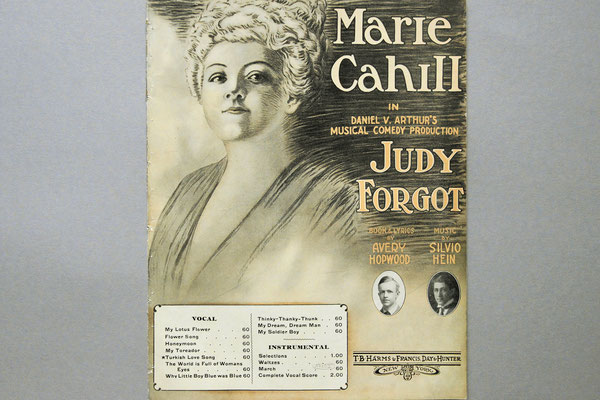 Marie
Cahill
IN
DANIEL V. ARTHUR'S
MUSICAL COMEDY PRODUCTION
JUDY
FORGOT
BOOK & LYRICS
BY
AVERY
HOPWOOD
MUSIC
BY
SILVIO
HEIN
VOCAL
My Lotus Flower . 60
Flower Song . . 60
Honeymoon . . 60
My Toreador . . 60
*Turkish Love Song . 60
The World is Full of Womans
Eyes . . . 60
Why Little Boy Blue was Blue 60
Thinky-Thanky-Thunk . . 60
My Dream, Dream Man . 60
My Soldier Boy . . 60
INSTRUMENTAL
Selections . . . 1.00
Waltzes . . . 60
March . . . 60
Complete Vocal Score . 2.00
T.B. HARMS & FRANCIS, DAY & HUNTER
NEW YORK